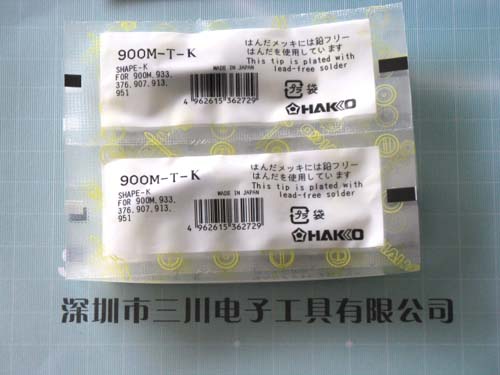 900M-T-K
SHAPE-K
FOR 900M.933.
376.907.913.
951
MADE IN JAPAN
4 962615 362729
はんだメッキには鉛フリー
はんだを使用しています
This tip is plated with
lead-free solder
プラ 袋
HAKKO
900M-T-K
SHAPE-K
FOR 900M.933.
376.907.913.
951
MADE IN JAPAN
4 962615 362729
はんだメッキには鉛フリー
はんだを使用しています
This tip is plated with
lead-free solder
プラ 袋
HAKKO
深圳市三川电子工具有限公司